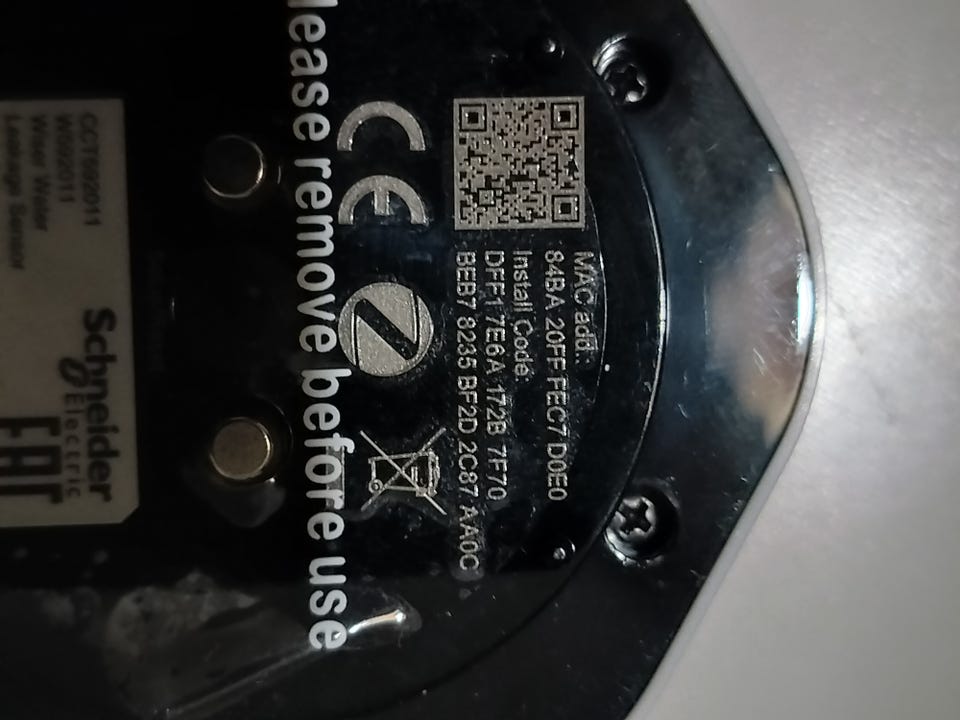 MAC add.:
84BA 20FF FEC7 D0E0
Install Code:
DFF1 7E6A 172B 7F70
BEB7 8235 BF2D 2C87 AA0C
lease remove before use
CE
Schneider
Electric
EAC
CCT592011
W592011
Wiser Water
Leakage Sensor